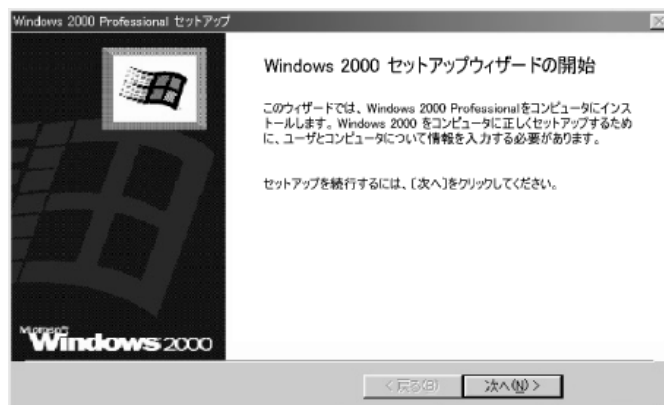 Windows 2000 Professional セットアップ
Windows 2000 セットアップウィザードの開始
このウィザードでは、Windows 2000 Professionalをコンピュータにインス
トールします。Windows 2000 をコンピュータに正しくセットアップするため
に、ユーザとコンピュータについて情報を入力する必要があります。
セットアップを続行するには、[次へ]をクリックしてください。
Microsoft
Windows 2000
< 戻る(B) 次へ(N) >